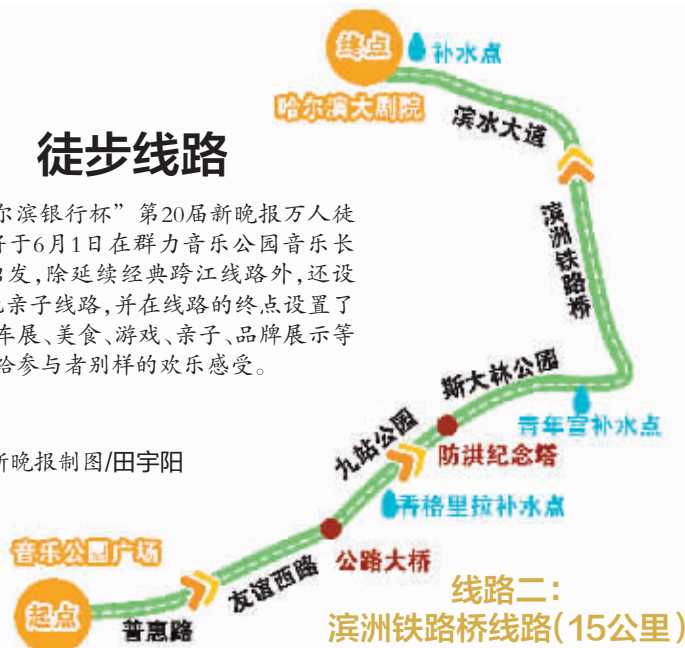 终点
补水点
哈尔滨大剧院
滨水大道
徒步线路
尔滨银行杯”第20届新晚报万人徒
于6月1日在群力音乐公园音乐长
发,除延续经典跨江线路外,还设
亲子线路,并在线路的终点设置了
车展、美食、游戏、亲子、品牌展示等
参与者别样的欢乐感受。
滨洲铁路桥
斯大林公园
青年宫补水点
九站公园
防洪纪念塔
新晚报制图/田宇阳
香格里拉补水点
音乐公园广场
公路大桥
友谊西路
起点
普惠路
线路二:
滨洲铁路桥线路(15公里)